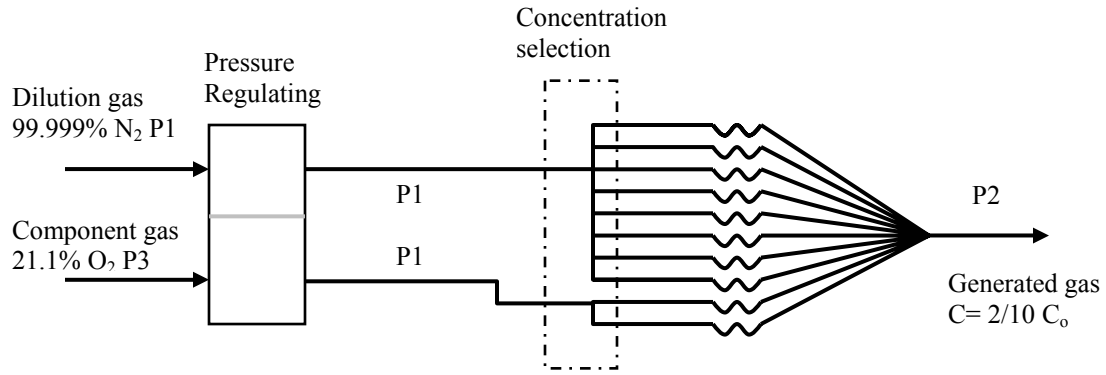 Concentration
selection
Pressure
Regulating
Dilution gas
99.999% N₂ P1
P1
P2
Component gas
21.1% O₂ P3
P1
Generated gas
C= 2/10 Cₒ